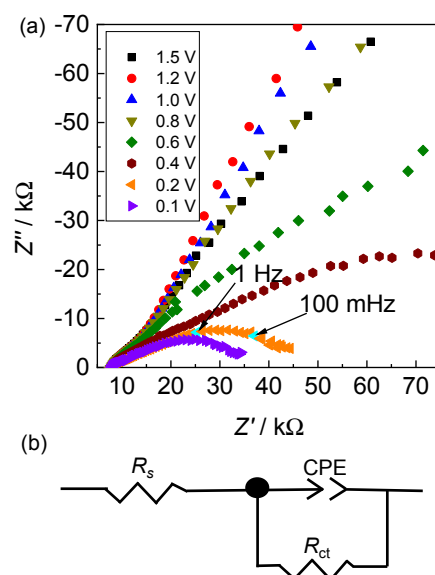 (a)
-70
-60
-50
-40
-30
-20
-10
0
Z'' / kΩ
1.5 V
1.2 V
1.0 V
0.8 V
0.6 V
0.4 V
0.2 V
0.1 V
1 Hz
100 mHz
10 20 30 40 50 60 70
Z' / kΩ
(b)
Rs
CPE
Rct